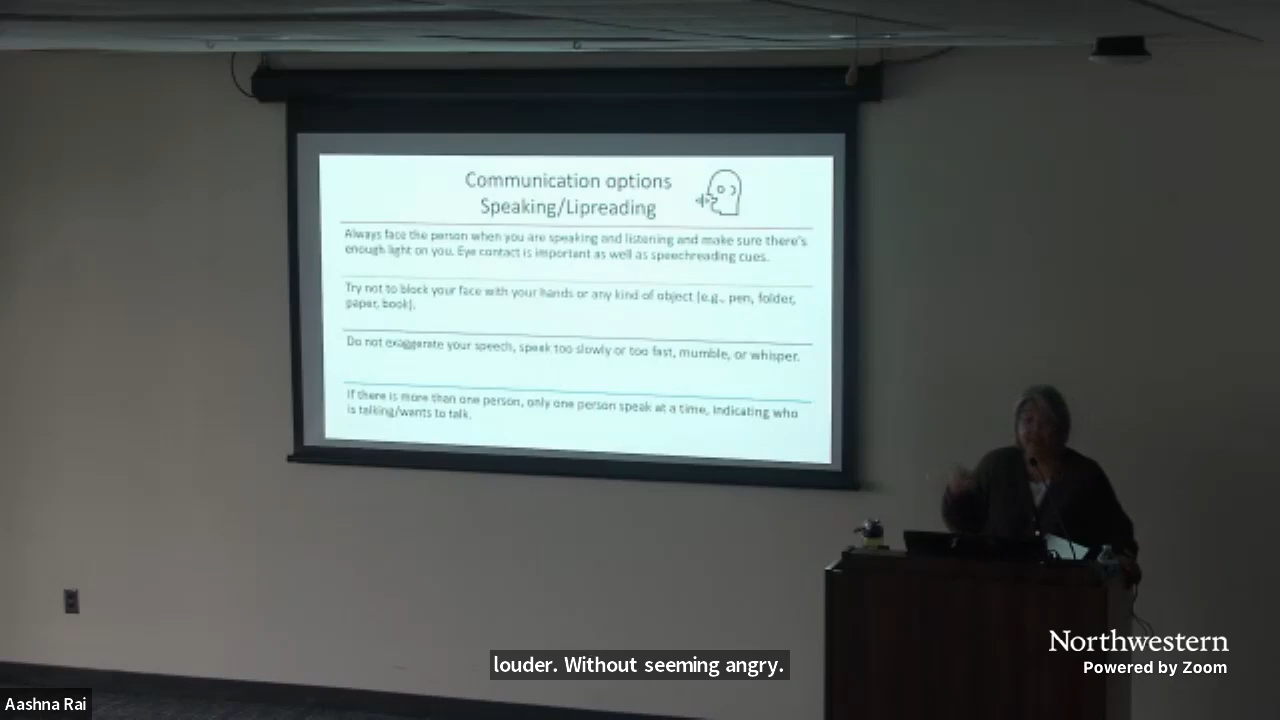 Communication options
Speaking/Lipreading
Always face the person when you are speaking and listening and make sure there's
enough light on you. Eye contact is important as well as speechreading cues.
Try not to block your face with your hands or any kind of object (e.g., pen, folder,
paper, book).
Do not exaggerate your speech, speak too slowly or too fast, mumble, or whisper.
If there is more than one person, only one person speak at a time, indicating who
is talking/wants to talk.
Northwestern
Powered by Zoom
louder. Without seeming angry.
Aashna Rai